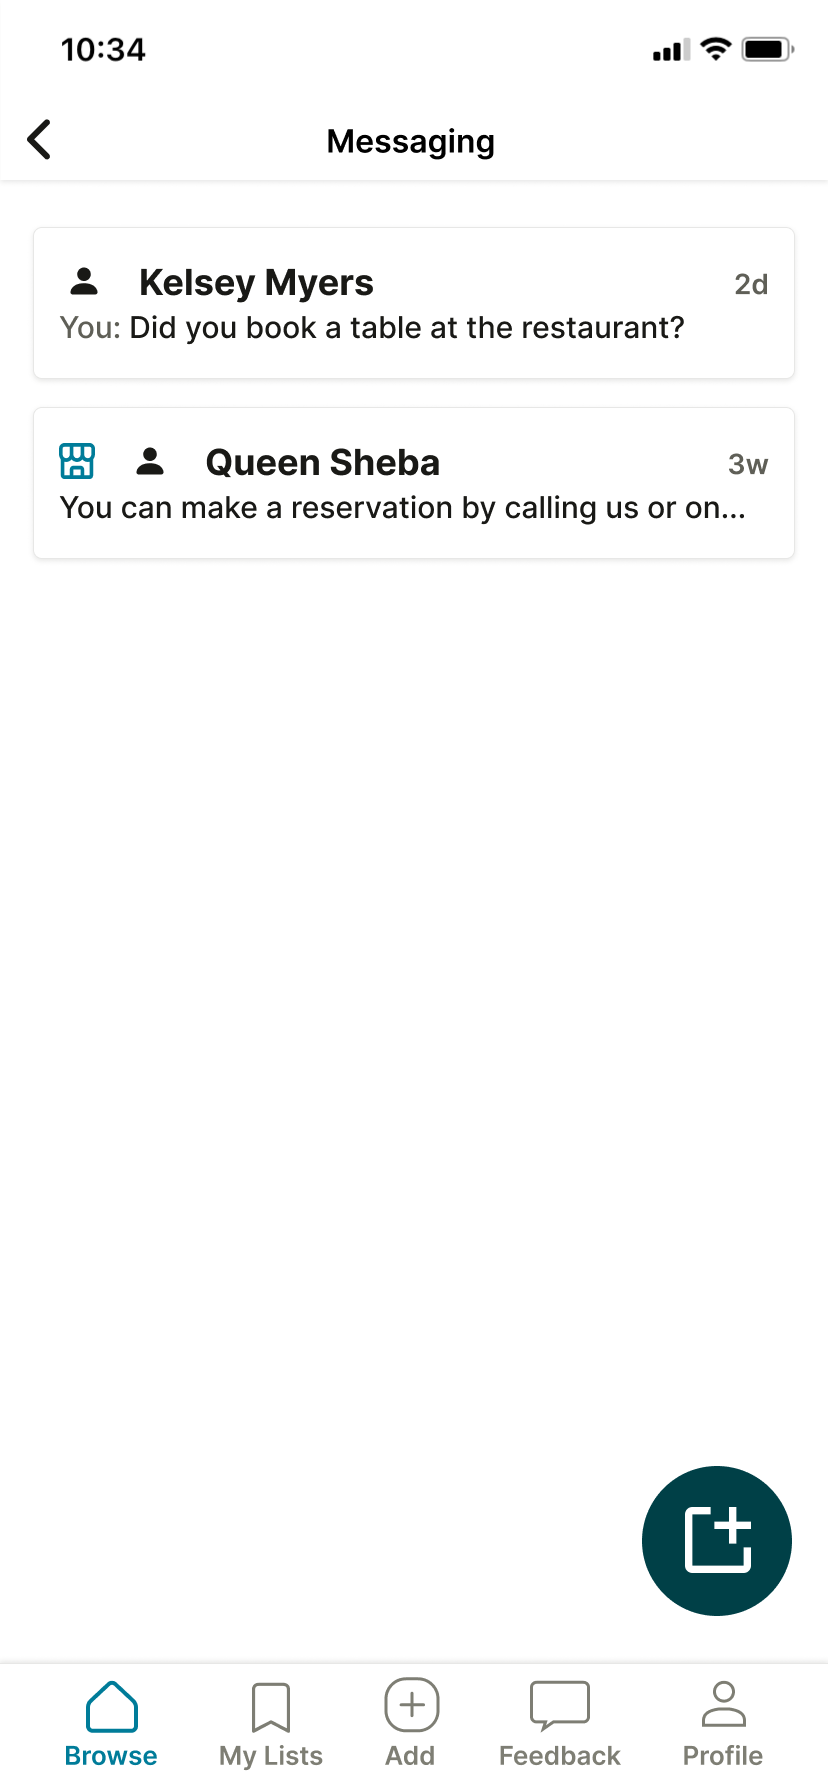 10:34
Messaging
Kelsey Myers 2d
You: Did you book a table at the restaurant?
Queen Sheba 3w
You can make a reservation by calling us or on...
Browse My Lists Add Feedback Profile